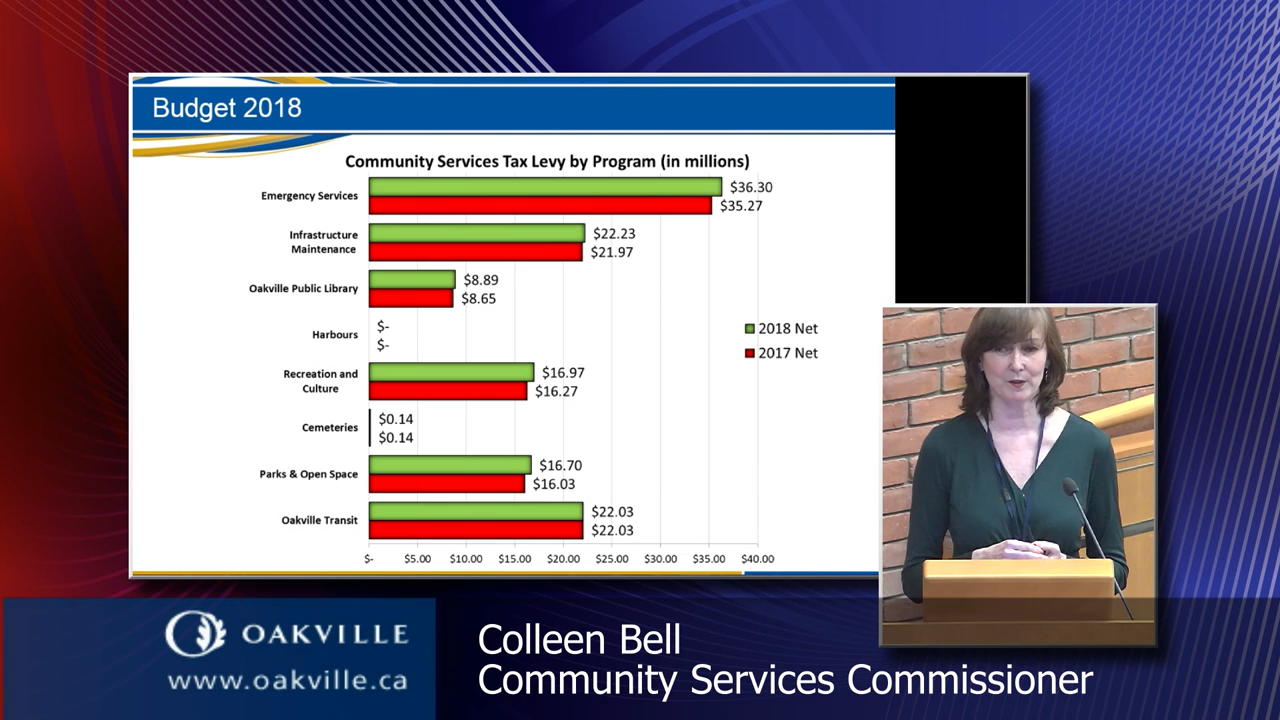 Budget 2018
Community Services Tax Levy by Program (in millions)
Emergency Services
$36.30
$35.27
Infrastructure
Maintenance
$22.23
$21.97
Oakville Public Library
$8.89
$8.65
Harbours
$-
$-
2018 Net
2017 Net
Recreation and
Culture
$16.97
$16.27
Cemeteries
$0.14
$0.14
Parks & Open Space
$16.70
$16.03
Oakville Transit
$22.03
$22.03
$- $5.00 $10.00 $15.00 $20.00 $25.00 $30.00 $35.00 $40.00
OAKVILLE
www.oakville.ca
Colleen Bell
Community Services Commissioner